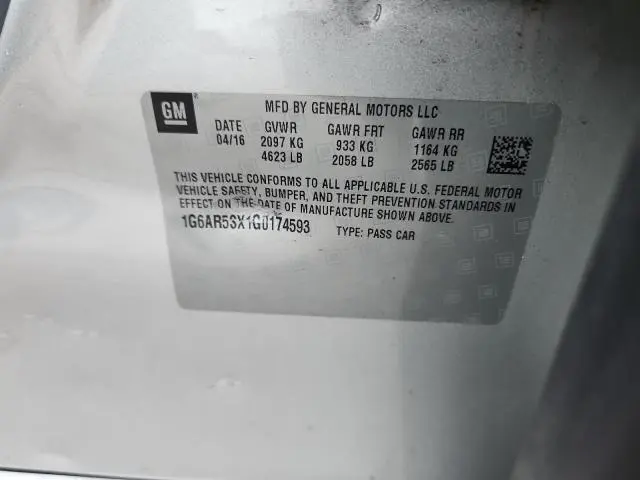 GM
MFD BY GENERAL MOTORS LLC
DATE GVWR GAWR FRT GAWR RR
04/16 2097 KG 933 KG 1164 KG
4623 LB 2058 LB 2565 LB
THIS VEHICLE CONFORMS TO ALL APPLICABLE U.S. FEDERAL MOTOR
VEHICLE SAFETY, BUMPER, AND THEFT PREVENTION STANDARDS IN
EFFECT ON THE DATE OF MANUFACTURE SHOWN ABOVE.
1G6AR5SX1G0174593 TYPE: PASS CAR